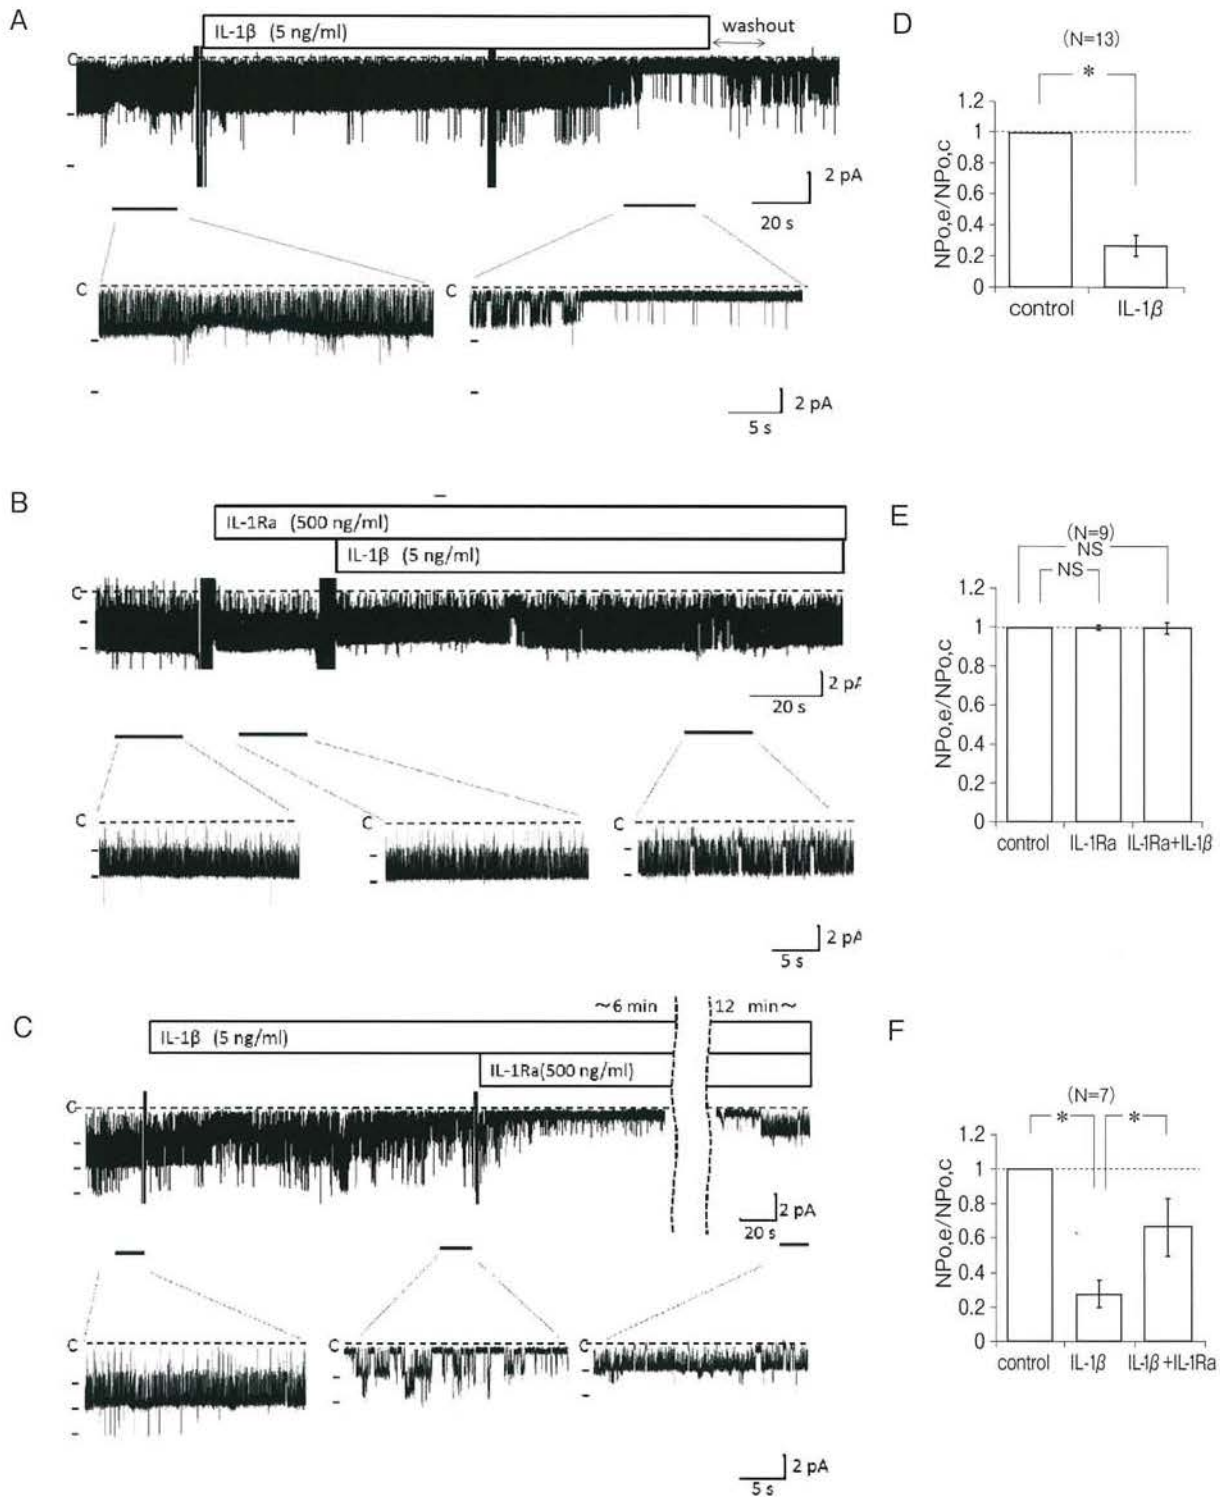 A
IL-1β (5 ng/ml)
washout
C
2 pA
20 s
C
C
2 pA
5 s
D
(N=13)
*
1.2
1
0.8
0.6
0.4
0.2
0
NPo,e/NPo,c
control
IL-1β
B
IL-1Ra (500 ng/ml)
IL-1β (5 ng/ml)
C
2 pA
20 s
C
C
C
2 pA
5 s
E
(N=9)
NS
NS
1.2
1
0.8
0.6
0.4
0.2
0
NPo,e/NPo,c
control
IL-1Ra
IL-1Ra+IL-1β
C
~6 min
12 min~
IL-1β (5 ng/ml)
IL-1Ra(500 ng/ml)
C
2 pA
20 s
C
C
C
2 pA
5 s
F
(N=7)
*
*
1.2
1
0.8
0.6
0.4
0.2
0
NPo,e/NPo,c
control
IL-1β
IL-1β+IL-1Ra